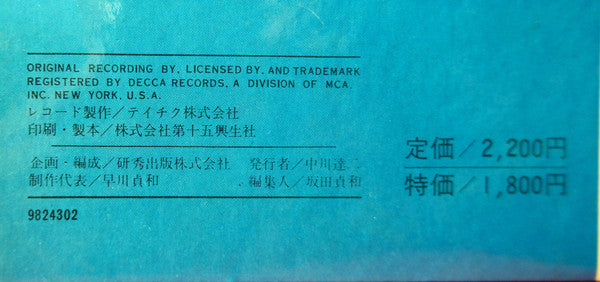 ORIGINAL RECORDING BY, LICENSED BY, AND TRADEMARK
REGISTERED BY DECCA RECORDS, A DIVISION OF MCA,
INC. NEW YORK, U.S.A.
レコード製作／テイチク株式会社
印刷・製本／株式会社第十五興生社
企画・編成／研秀出版株式会社 発行者／中川達二
制作代表／早川貞和 編集人／坂田貞和
定価／2,200円
特価／1,800円
9824302